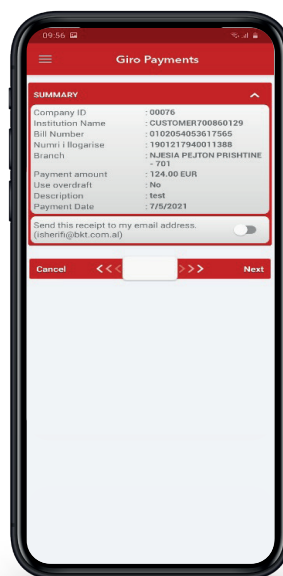 09:56
Giro Payments
SUMMARY
Company ID : 00076
Institution Name : CUSTOMER700860129
Bill Number : 0102054053617565
Numri i llogarise : 1901217940011388
Branch : NJESIA PEJTON PRISHTINE
- 701
Payment amount : 124.00 EUR
Use overdraft : No
Description : test
Payment Date : 7/5/2021
Send this receipt to my email address.
(isherifi@bkt.com.al)
Cancel <<< >>> Next